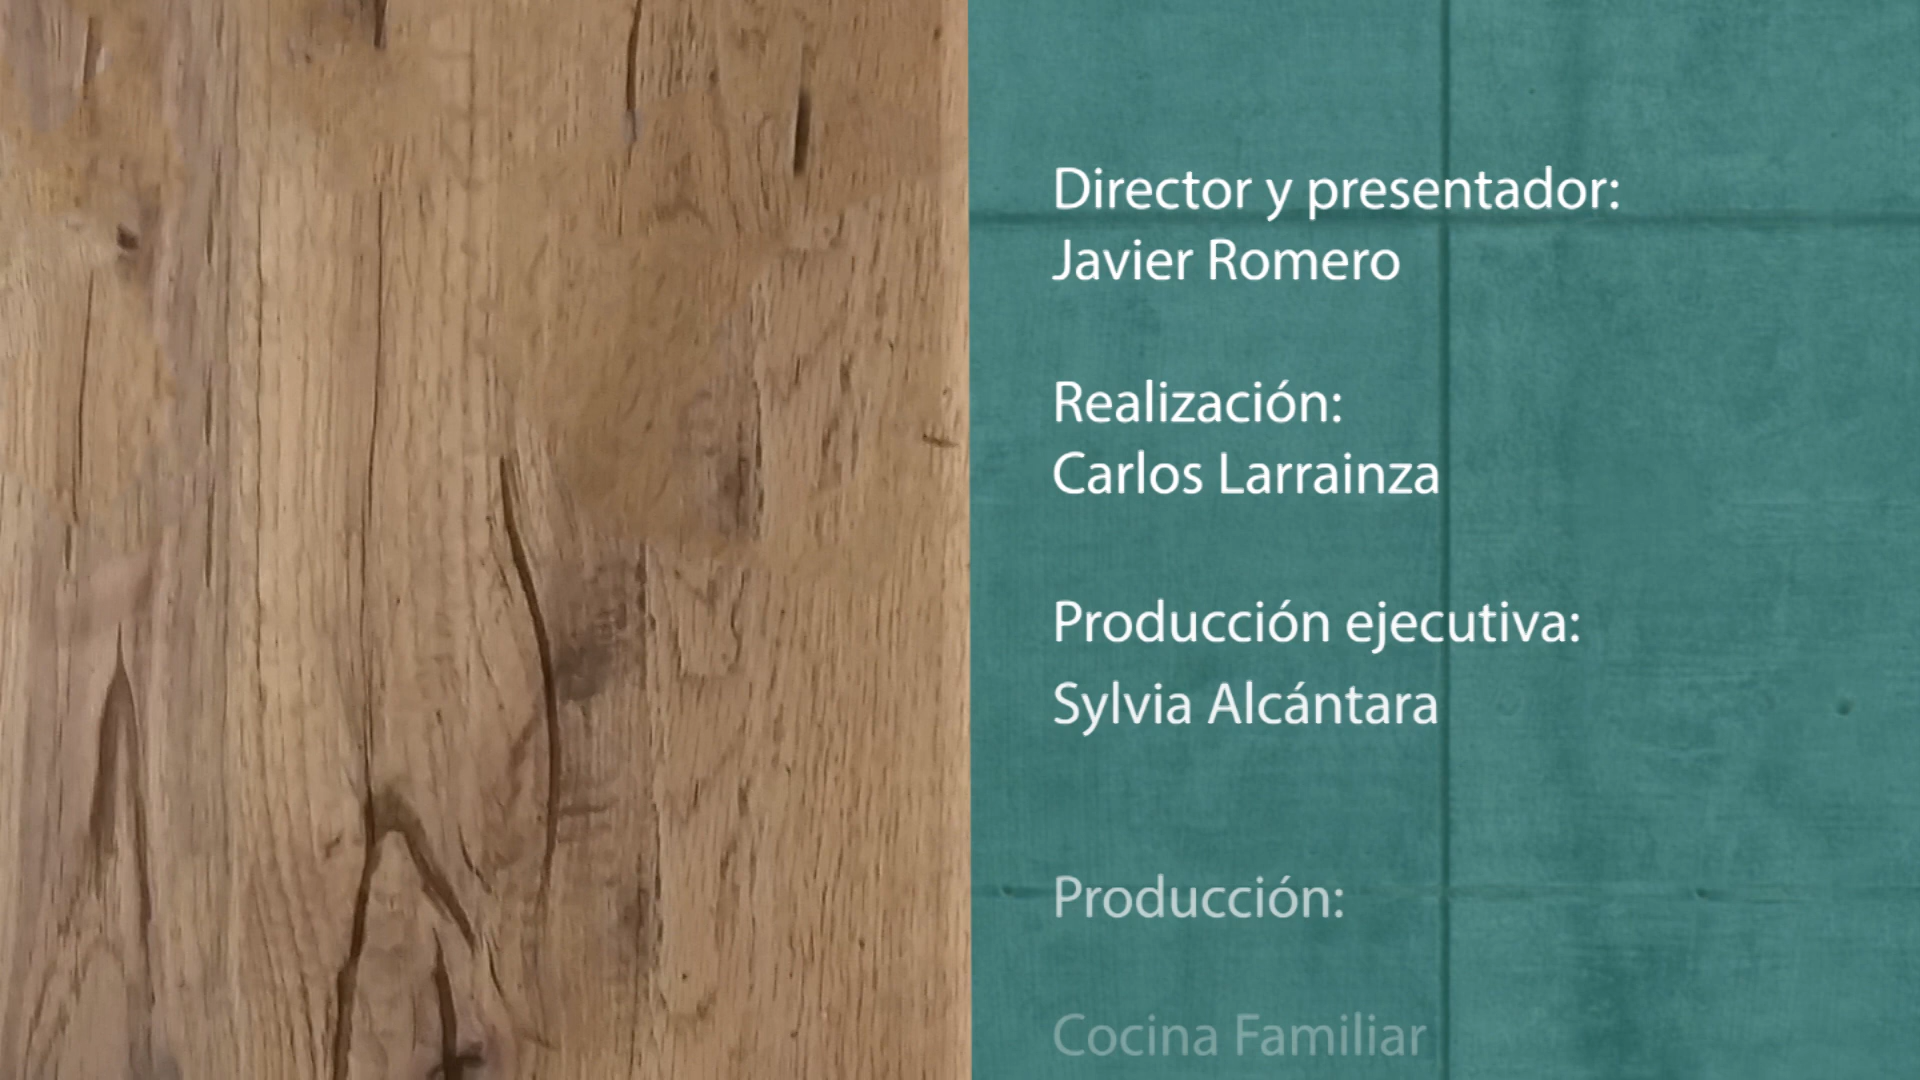 Director y presentador:
Javier Romero
Realización:
Carlos Larrainza
Producción ejecutiva:
Sylvia Alcántara
Producción:
Cocina Familiar